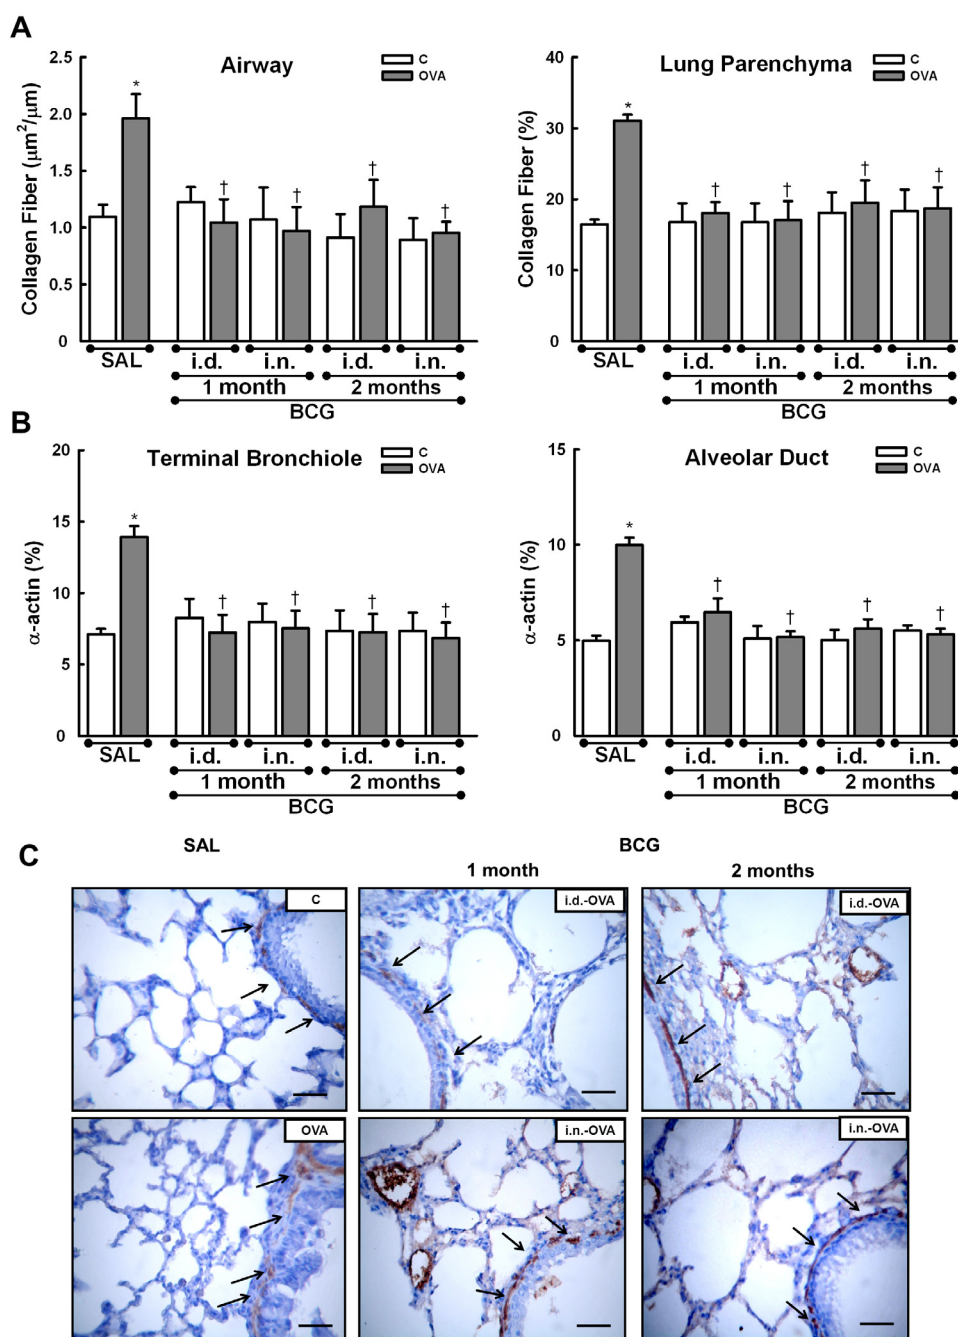 A
Airway
C
OVA
Collagen Fiber (µm²/µm)
2.5
2.0
1.5
1.0
0.5
0
*
†
†
†
†
SAL
i.d.
i.n.
i.d.
i.n.
1 month
2 months
BCG
Lung Parenchyma
C
OVA
Collagen Fiber (%)
40
30
20
10
0
*
†
†
†
†
SAL
i.d.
i.n.
i.d.
i.n.
1 month
2 months
BCG
B
Terminal Bronchiole
C
OVA
α-actin (%)
20
15
10
5
0
*
†
†
†
†
SAL
i.d.
i.n.
i.d.
i.n.
1 month
2 months
BCG
Alveolar Duct
C
OVA
α-actin (%)
15
10
5
0
*
†
†
†
†
SAL
i.d.
i.n.
i.d.
i.n.
1 month
2 months
BCG
C
SAL
BCG
1 month
2 months
C
i.d.-OVA
i.d.-OVA
OVA
i.n.-OVA
i.n.-OVA